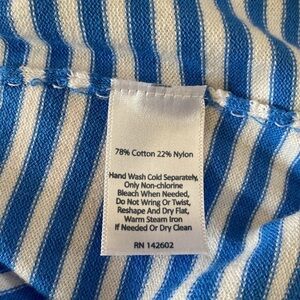 78% Cotton 22% Nylon
Hand Wash Cold Separately,
Only Non-chlorine
Bleach When Needed,
Do Not Wring Or Twist,
Reshape And Dry Flat,
Warm Steam Iron
If Needed Or Dry Clean
RN 142602